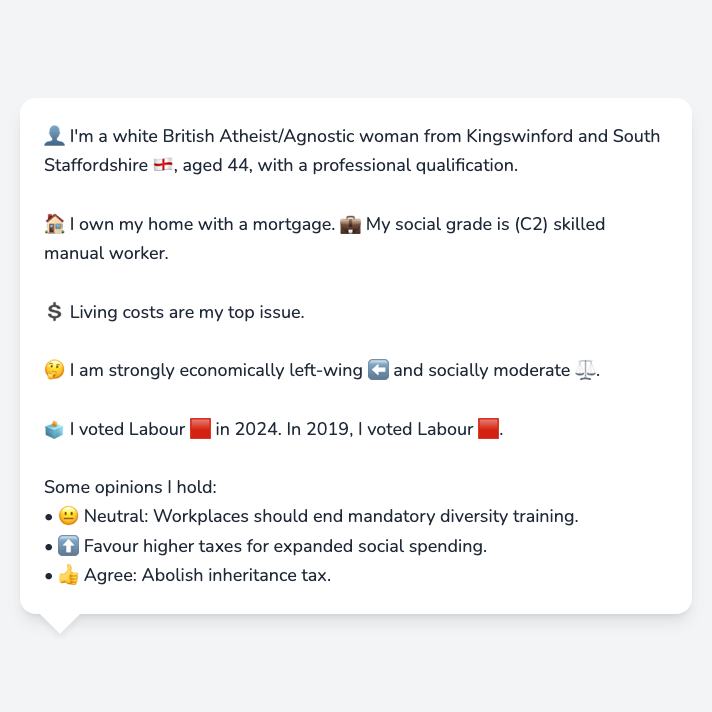 👤 I'm a white British Atheist/Agnostic woman from Kingswinford and South
Staffordshire 🏴󠁧󠁢󠁥󠁮󠁧󠁿, aged 44, with a professional qualification.
🏠 I own my home with a mortgage. 💼 My social grade is (C2) skilled
manual worker.
💲 Living costs are my top issue.
🤔 I am strongly economically left-wing ⬅️ and socially moderate ⚖️.
🗳️ I voted Labour 🟥 in 2024. In 2019, I voted Labour 🟥.
Some opinions I hold:
• 😐 Neutral: Workplaces should end mandatory diversity training.
• ⬆️ Favour higher taxes for expanded social spending.
• 👍 Agree: Abolish inheritance tax.